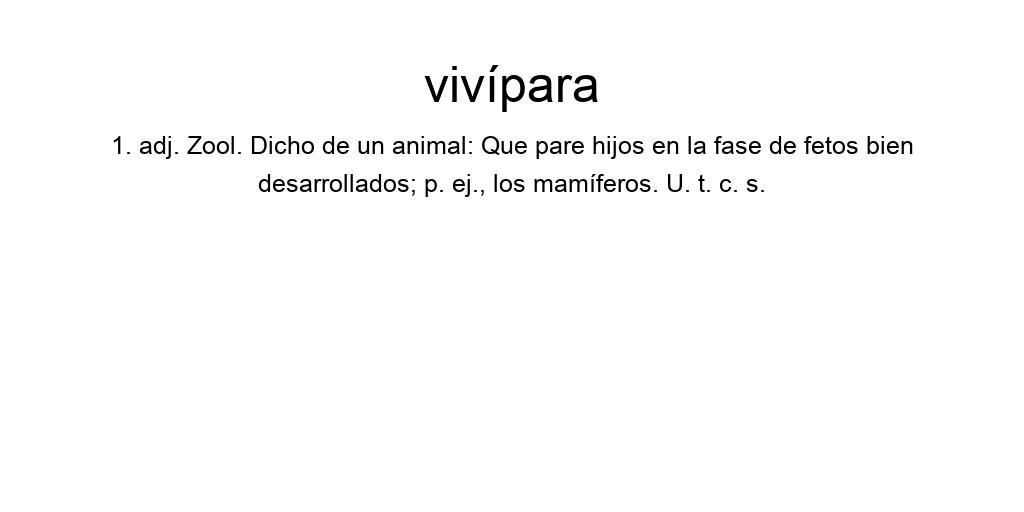 vivípara
1. adj. Zool. Dicho de un animal: Que pare hijos en la fase de fetos bien
desarrollados; p. ej., los mamíferos. U. t. c. s.